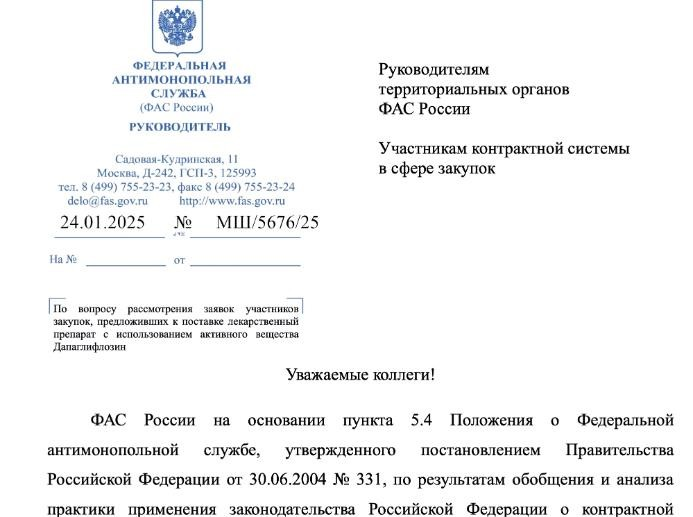 ФЕДЕРАЛЬНАЯ
АНТИМОНОПОЛЬНАЯ
СЛУЖБА
(ФАС России)
РУКОВОДИТЕЛЬ
Садовая-Кудринская, 11
Москва, Д-242, ГСП-3, 125993
тел. 8 (499) 755-23-23, факс 8 (499) 755-23-24
delo@fas.gov.ru http://www.fas.gov.ru
24.01.2025 № МШ/5676/25
На № от
Руководителям
территориальных органов
ФАС России
Участникам контрактной системы
в сфере закупок
По вопросу рассмотрения заявок участников
закупок, предложивших к поставке лекарственный
препарат с использованием активного вещества
Дапаглифлозин
Уважаемые коллеги!
ФАС России на основании пункта 5.4 Положения о Федеральной
антимонопольной службе, утвержденного постановлением Правительства
Российской Федерации от 30.06.2004 № 331, по результатам обобщения и анализа
практики применения законодательства Российской Федерации о контрактной